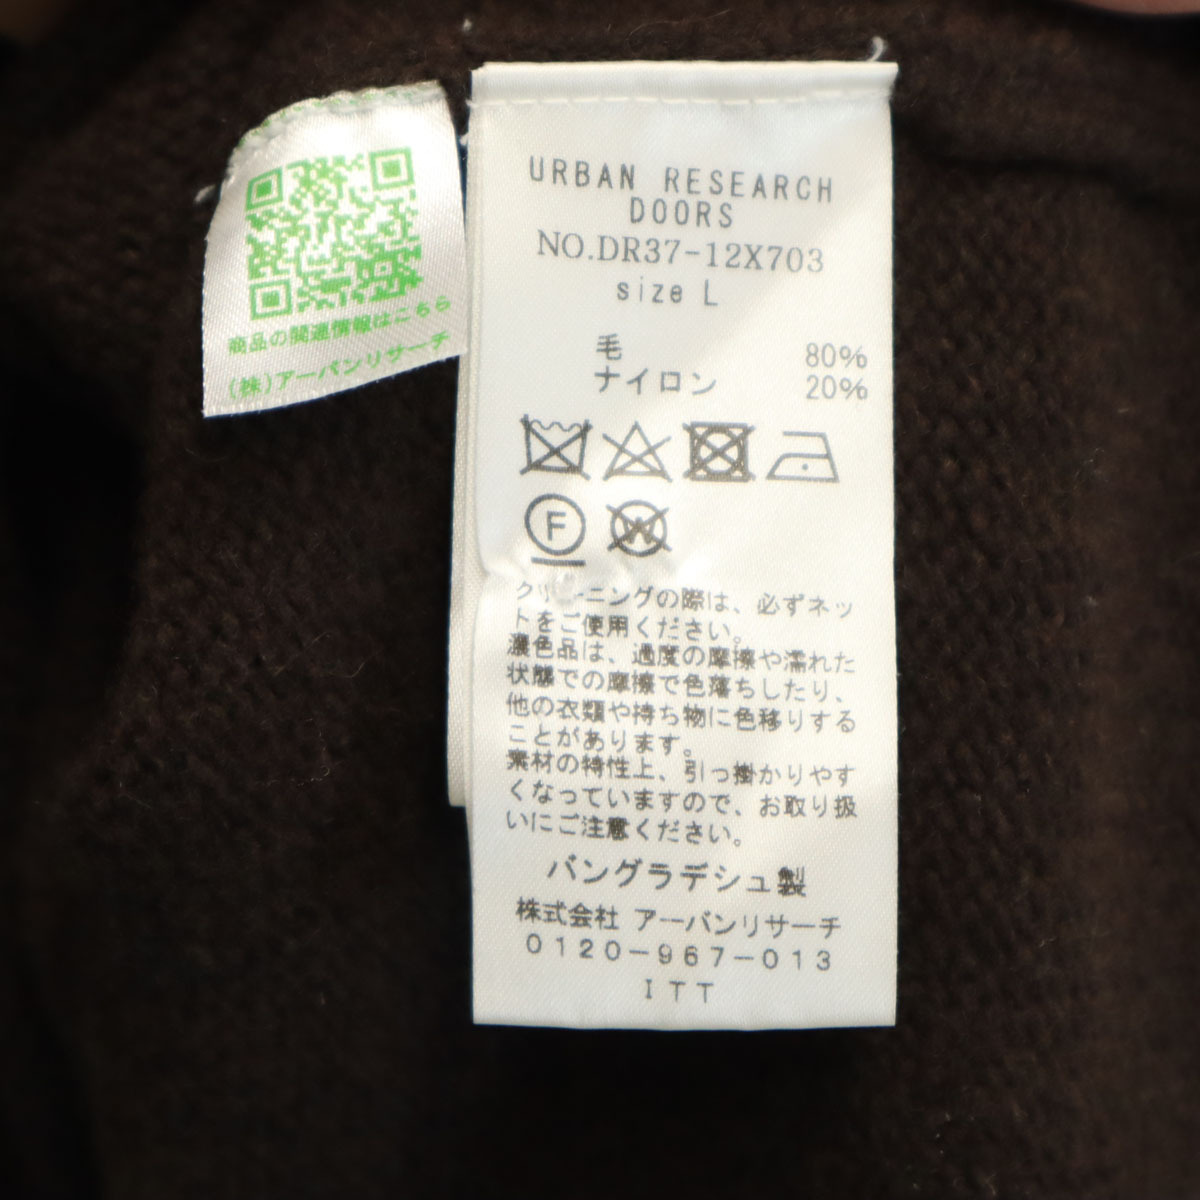 商品の関連情報はこちら
(株)アーバンリサーチ
URBAN RESEARCH
DOORS
NO.DR37-12X703
size L
毛 80%
ナイロン 20%
F
W
クリーニングの際は、必ずネッ
トをご使用ください。
濃色品は、過度の摩擦や濡れた
状態での摩擦で色落ちしたり、
他の衣類や持ち物に色移りする
ことがあります。
素材の特性上、引っ掛かりやす
くなっていますので、お取り扱
いにご注意ください。
バングラデシュ製
株式会社 アーバンリサーチ
0120-967-013
ITT